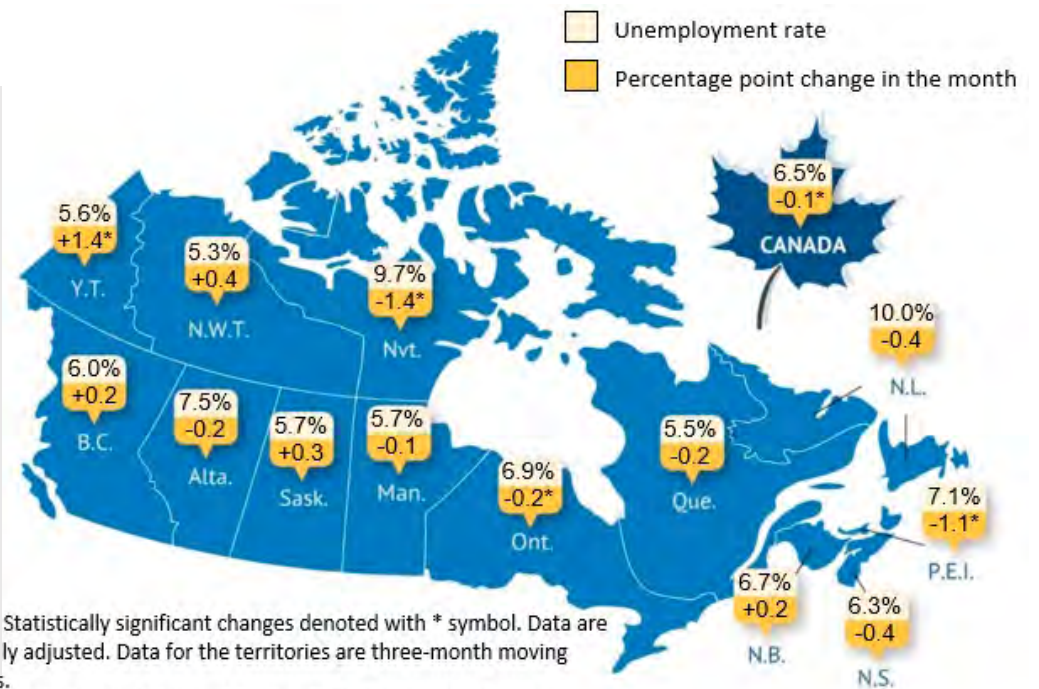 Unemployment rate
Percentage point change in the month
6.5%
-0.1*
CANADA
5.6%
+1.4*
Y.T.
5.3%
+0.4
N.W.T.
9.7%
-1.4*
Nvt.
10.0%
-0.4
N.L.
6.0%
+0.2
B.C.
7.5%
-0.2
Alta.
5.7%
+0.3
Sask.
5.7%
-0.1
Man.
6.9%
-0.2*
Ont.
5.5%
-0.2
Que.
7.1%
-1.1*
P.E.I.
6.7%
+0.2
N.B.
6.3%
-0.4
N.S.
Statistically significant changes denoted with * symbol. Data are
ly adjusted. Data for the territories are three-month moving
s.